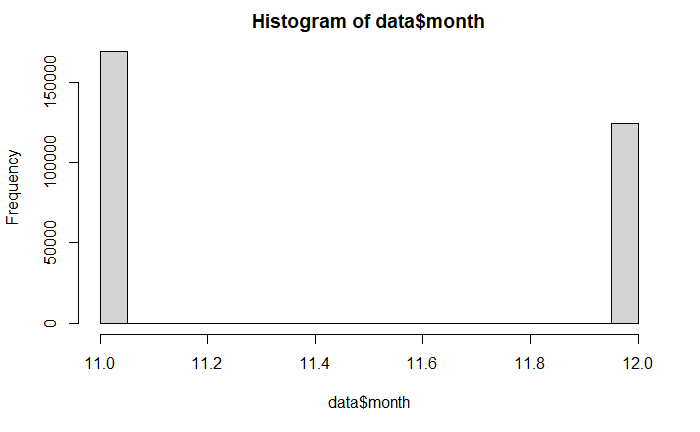 Histogram of data$month
Frequency
150000
100000
50000
0
11.0 11.2 11.4 11.6 11.8 12.0
data$month